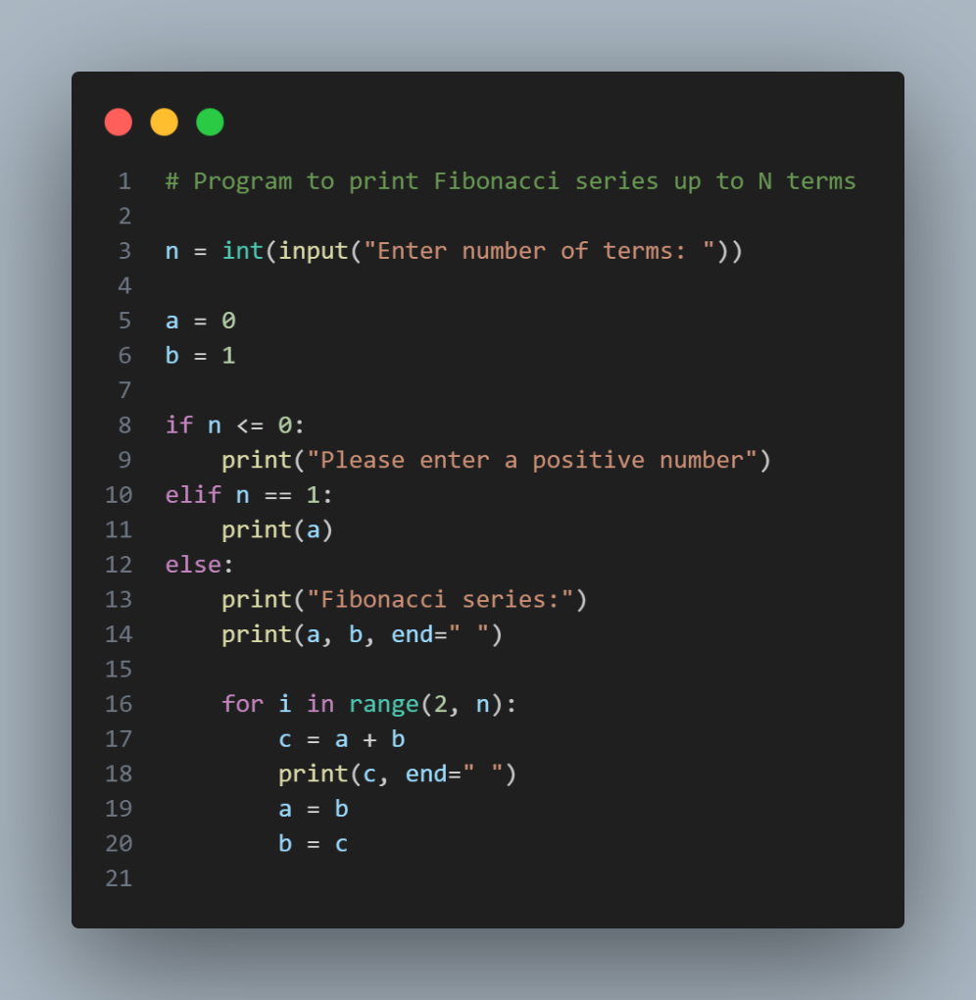 1 # Program to print Fibonacci series up to N terms
2
3 n = int(input("Enter number of terms: "))
4
5 a = 0
6 b = 1
7
8 if n <= 0:
9     print("Please enter a positive number")
10 elif n == 1:
11     print(a)
12 else:
13     print("Fibonacci series:")
14     print(a, b, end=" ")
15
16     for i in range(2, n):
17         c = a + b
18         print(c, end=" ")
19         a = b
20         b = c
21